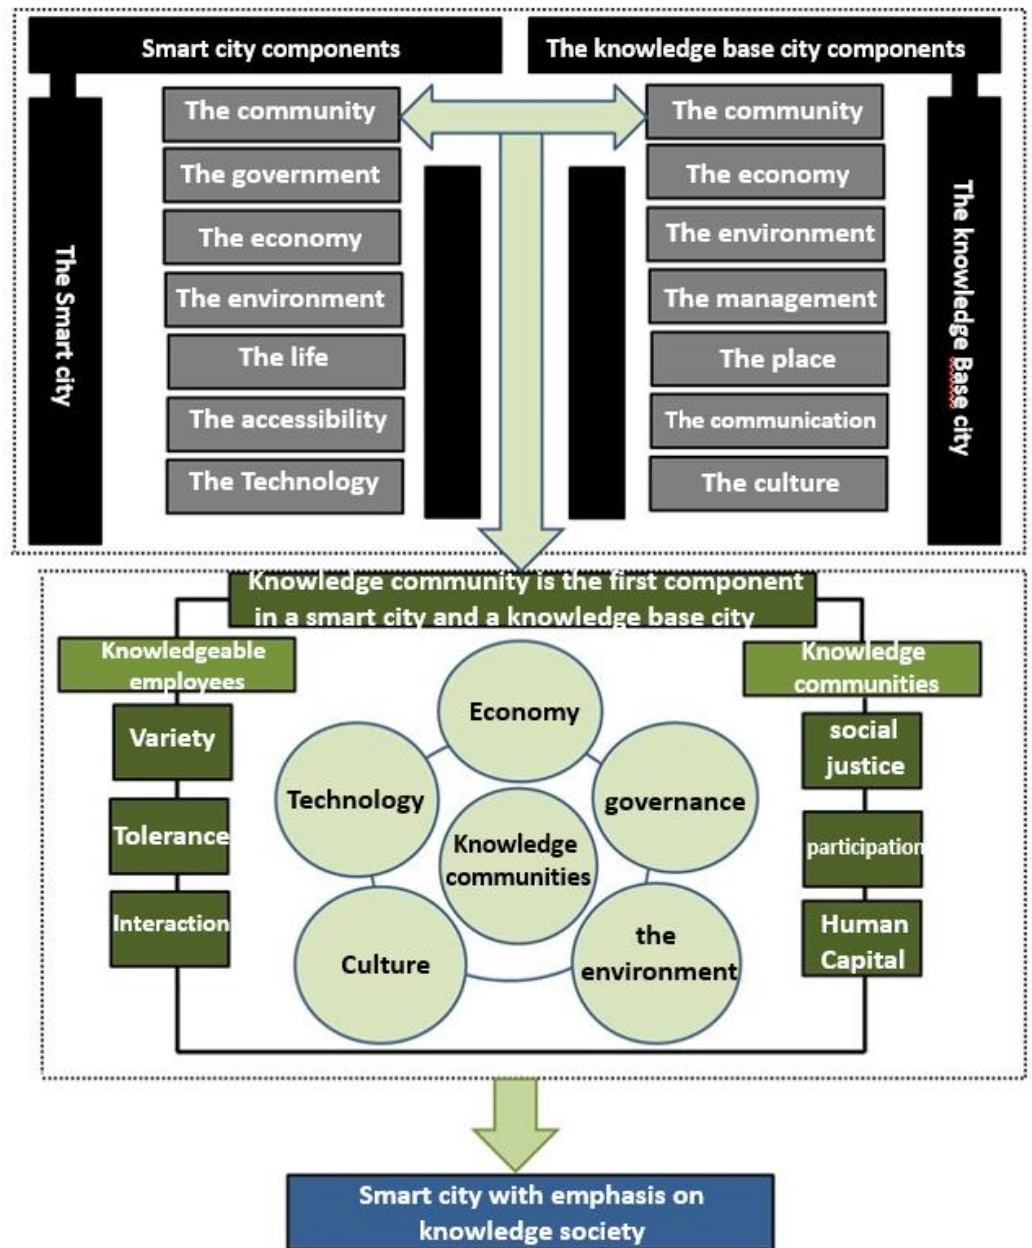 Smart city components
The knowledge base city components
The Smart city
The community
The government
The economy
The environment
The life
The accessibility
The Technology
The community
The economy
The environment
The management
The place
The communication
The culture
The knowledge Base city
Knowledge community is the first component
in a smart city and a knowledge base city
Knowledgeable
employees
Variety
Tolerance
Interaction
Economy
Technology
governance
Knowledge
communities
Culture
the
environment
Knowledge
communities
social
justice
participation
Human
Capital
Smart city with emphasis on
knowledge society